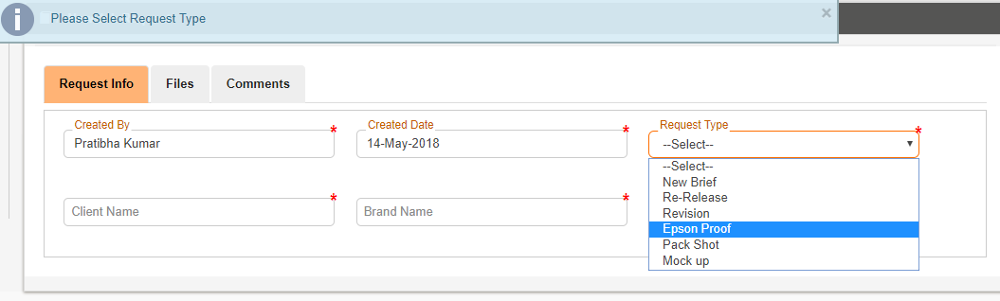 Please Select Request Type
×
Request Info Files Comments
Created By Created Date Request Type
Pratibha Kumar * 14-May-2018 * --Select-- *
--Select--
New Brief
Re-Release
Client Name * Brand Name * Revision
Epson Proof
Pack Shot
Mock up